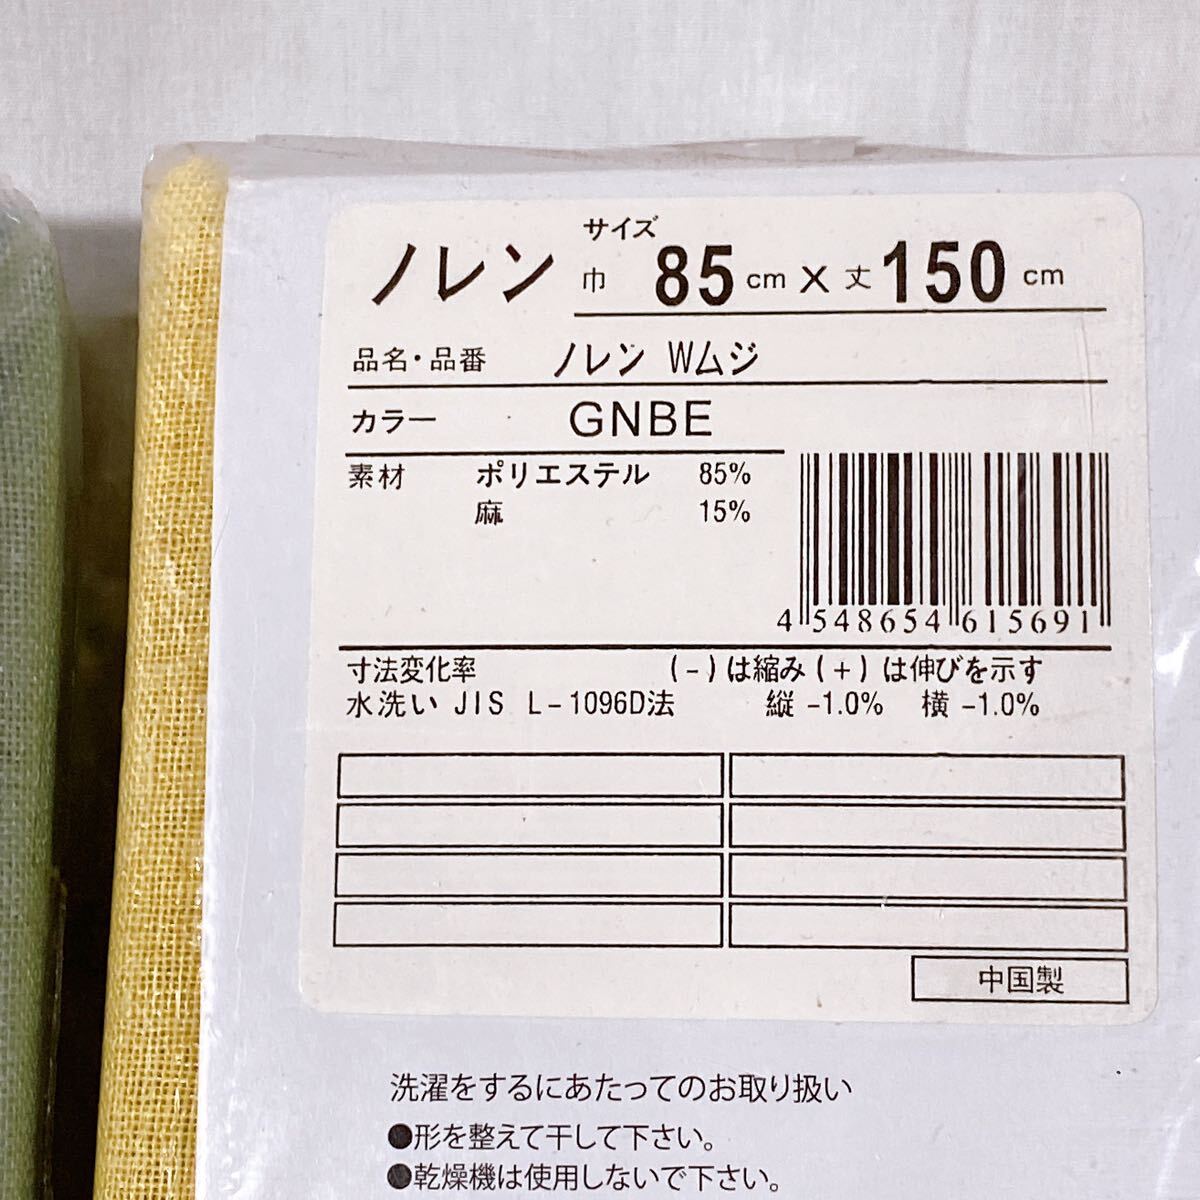 ノレン サイズ 巾 85cm X 丈 150cm
品名・品番 ノレン Wムジ
カラー GNBE
素材 ポリエステル 85%
麻 15%
4 548654 615691
寸法変化率 (-)は縮み(+)は伸びを示す
水洗い JIS L-1096D法 縦 -1.0% 横 -1.0%
中国製
洗濯をするにあたってのお取り扱い
●形を整えて干して下さい。
●乾燥機は使用しないで下さい。